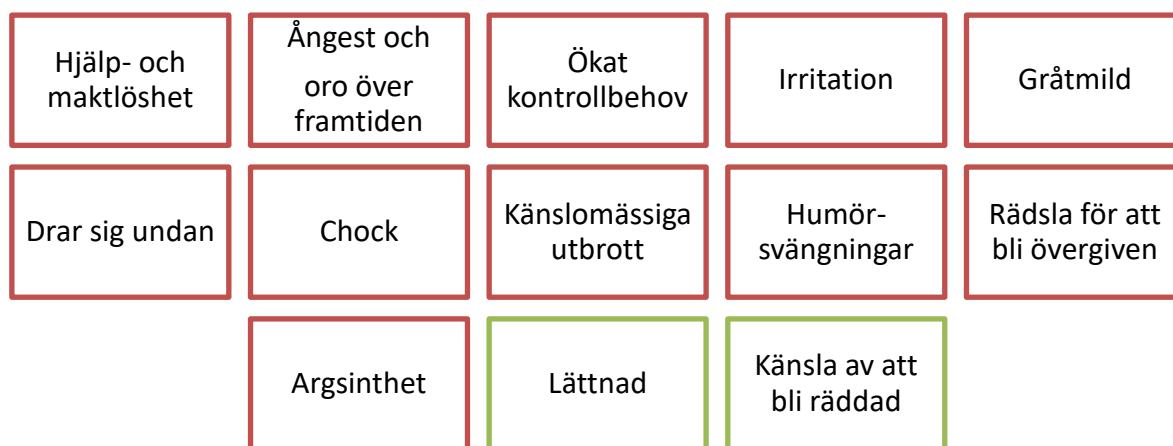 Hjälp- och
maktlöshet
Ångest och
oro över
framtiden
Ökat
kontrollbehov
Irritation
Gråtmild
Drar sig undan
Chock
Känslomässiga
utbrott
Humör-
svängningar
Rädsla för att
bli övergiven
Argsinthet
Lättnad
Känsla av att
bli räddad